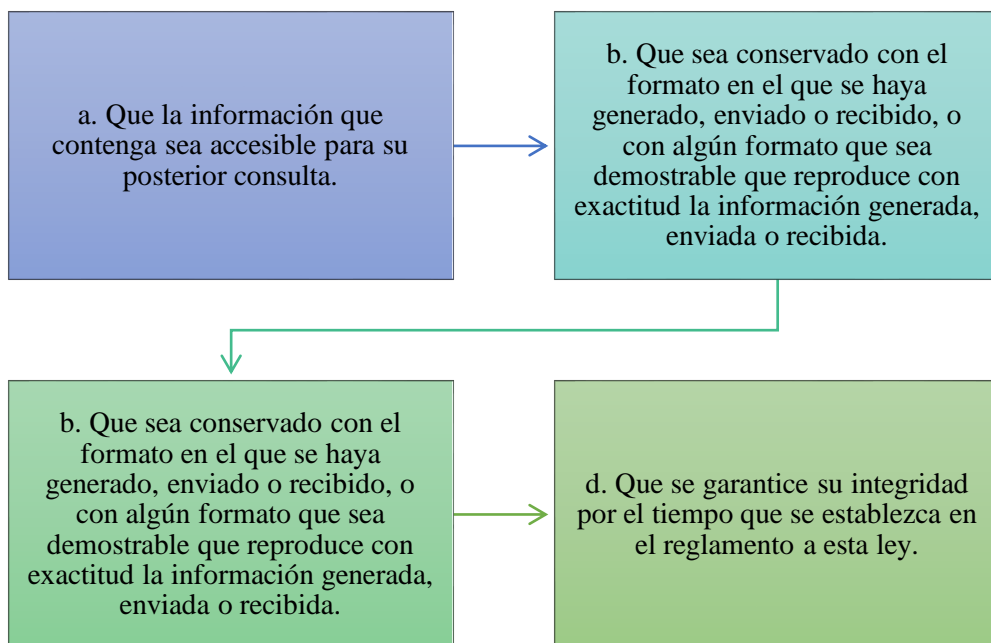 a. Que la información que
contenga sea accesible para su
posterior consulta.
b. Que sea conservado con el
formato en el que se haya
generado, enviado o recibido, o
con algún formato que sea
demostrable que reproduce con
exactitud la información generada,
enviada o recibida.
b. Que sea conservado con el
formato en el que se haya
generado, enviado o recibido, o
con algún formato que sea
demostrable que reproduce con
exactitud la información generada,
enviada o recibida.
d. Que se garantice su integridad
por el tiempo que se establezca en
el reglamento a esta ley.